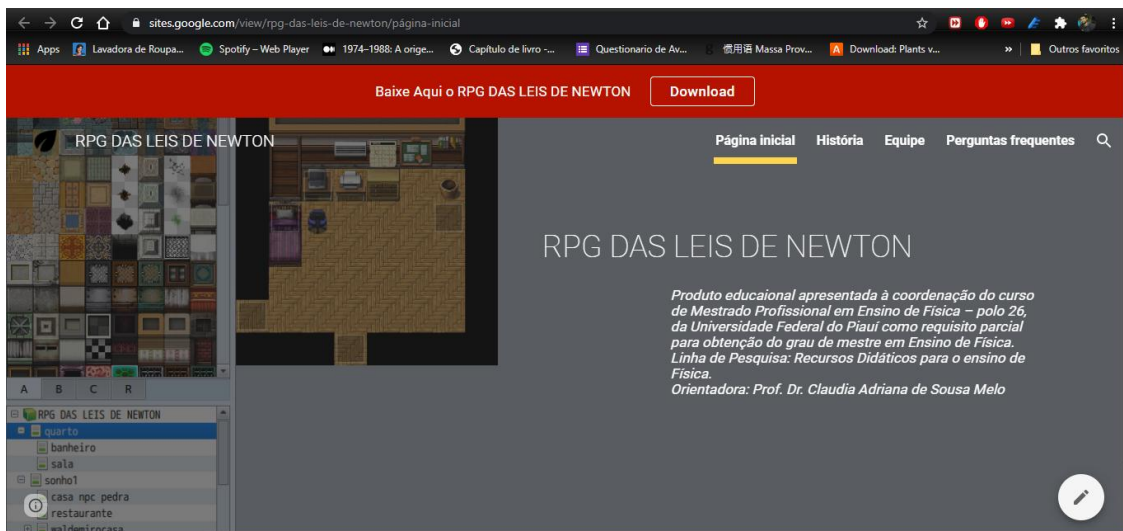 sites.google.com/view/rpg-das-leis-de-newton/página-inicial
Apps Lavadora de Roupa... Spotify – Web Player 1974–1988: A orige... Capítulo de livro -... Questionario de Av... 惯用语 Massa Prov... Download: Plants v... » Outros favoritos
Baixe Aqui o RPG DAS LEIS DE NEWTON Download
RPG DAS LEIS DE NEWTON Página inicial História Equipe Perguntas frequentes
RPG DAS LEIS DE NEWTON
Produto educaional apresentada à coordenação do curso
de Mestrado Profissional em Ensino de Física – polo 26,
da Universidade Federal do Piauí como requisito parcial
para obtenção do grau de mestre em Ensino de Física.
Linha de Pesquisa: Recursos Didáticos para o ensino de
Física.
Orientadora: Prof. Dr. Claudia Adriana de Sousa Melo
A B C R
RPG DAS LEIS DE NEWTON
quarto
banheiro
sala
sonho1
casa npc pedra
restaurante
waldemirocasa